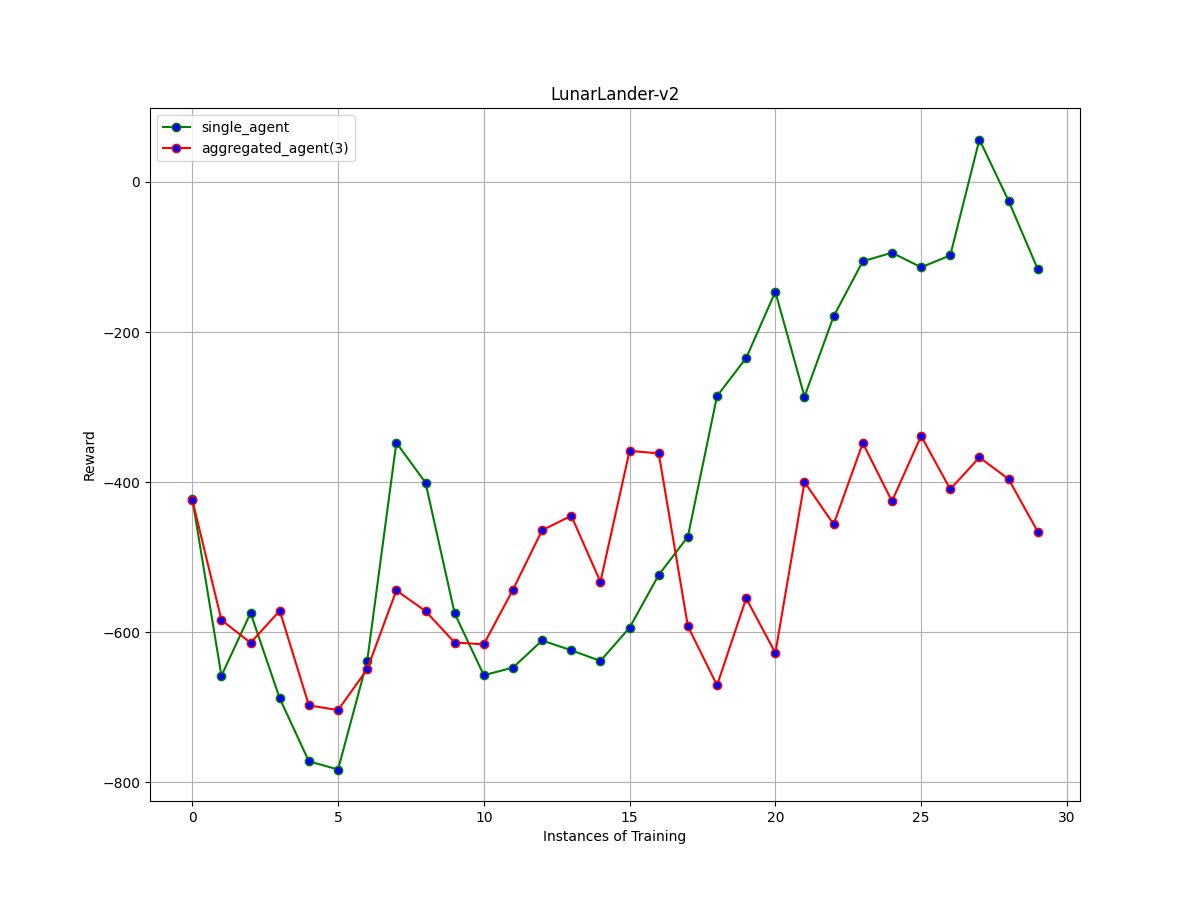 LunarLander-v2
single_agent
aggregated_agent(3)
0
−200
−400
−600
−800
Reward
0 5 10 15 20 25 30
Instances of Training